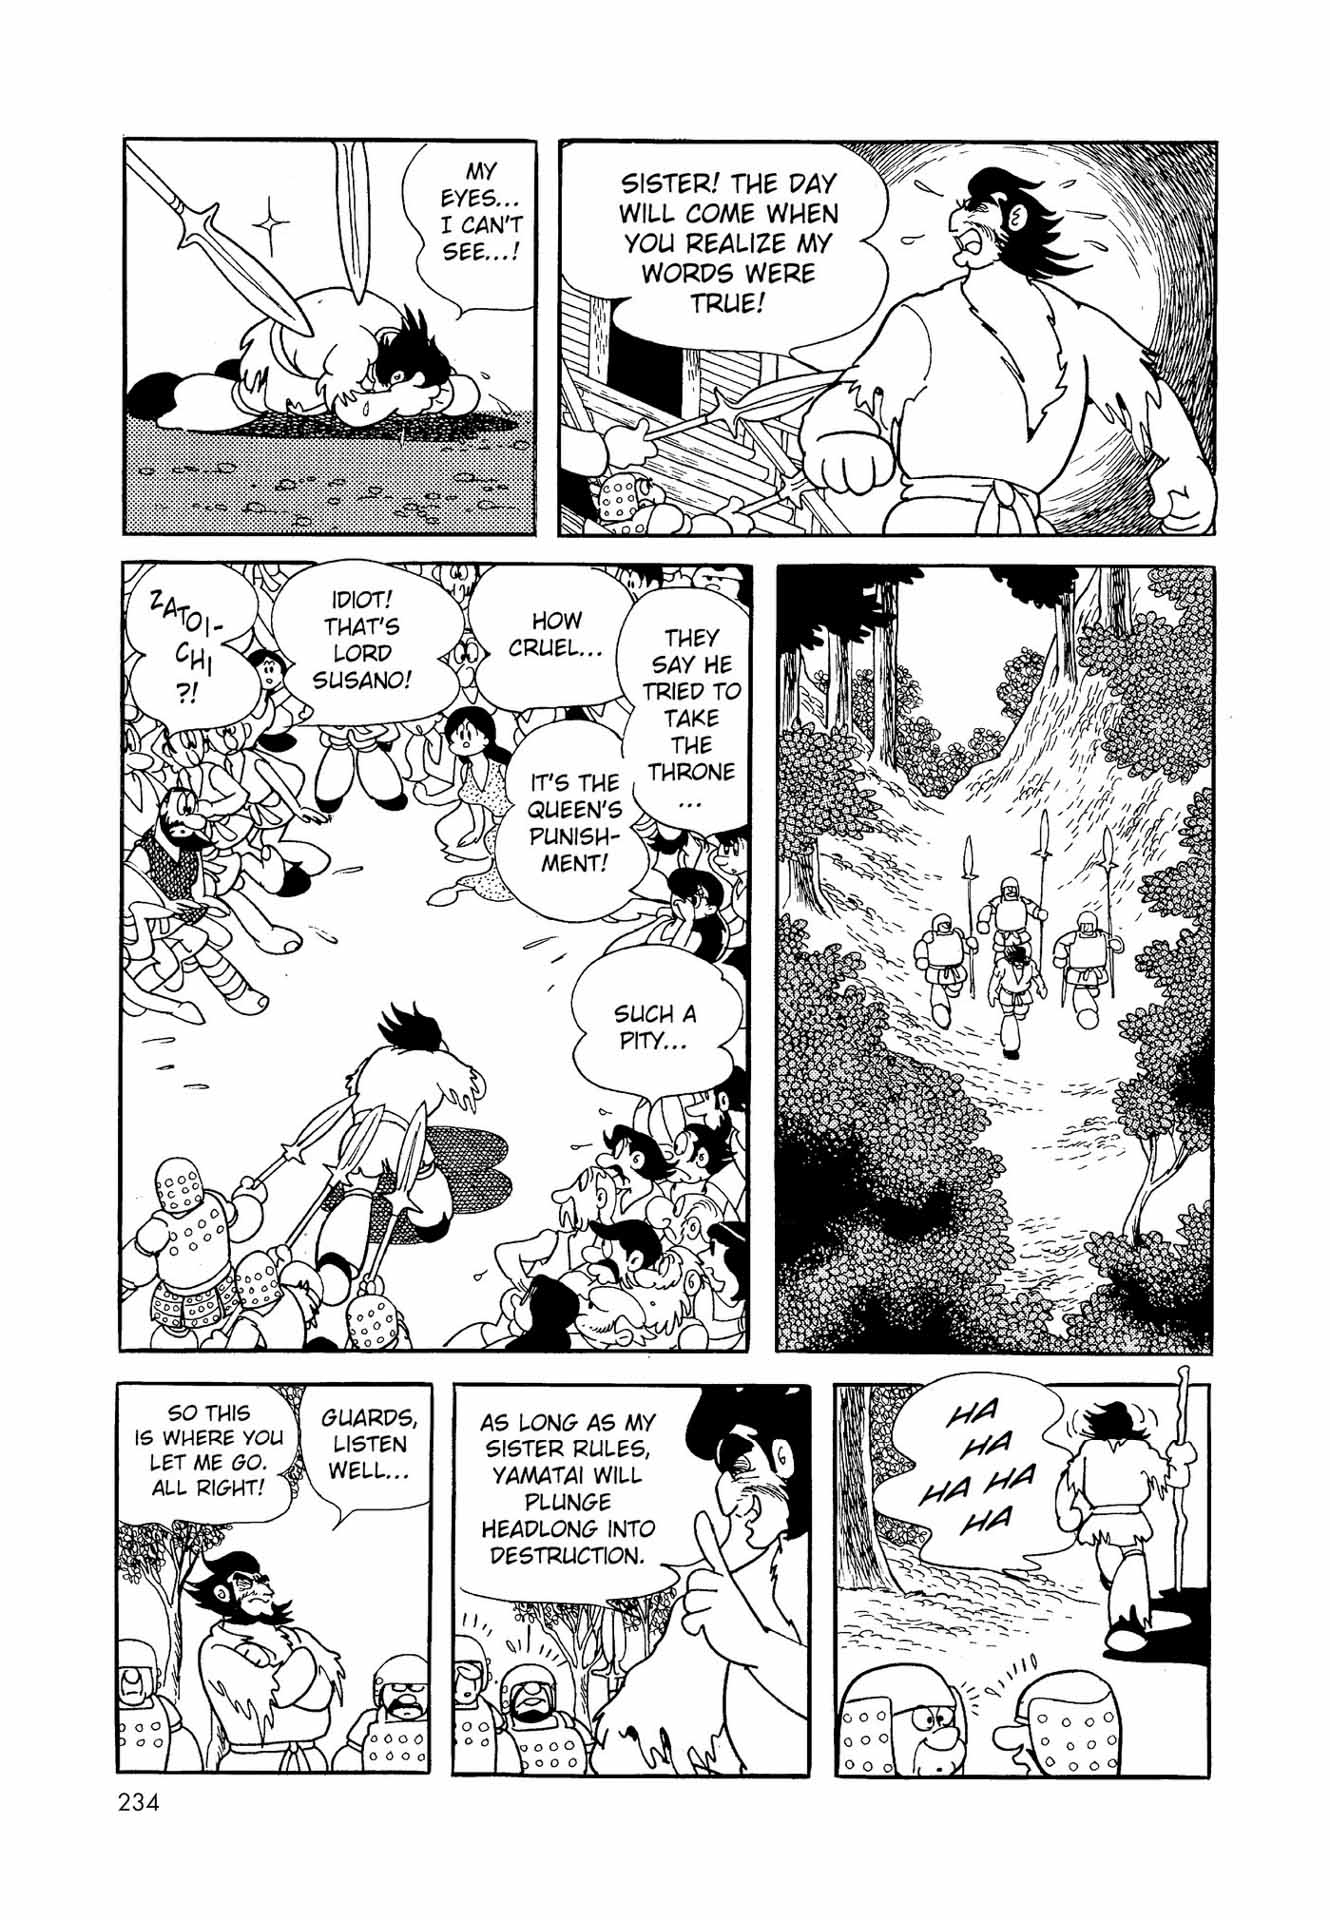 MY
EYES...
I CAN'T
SEE...!
SISTER! THE DAY
WILL COME WHEN
YOU REALIZE MY
WORDS WERE
TRUE!
ZATOI-
CHI
?!
IDIOT!
THAT'S
LORD
SUSANO!
HOW
CRUEL...
THEY
SAY HE
TRIED TO
TAKE
THE
THRONE
...
IT'S THE
QUEEN'S
PUNISH-
MENT!
SUCH A
PITY...
SO THIS
IS WHERE YOU
LET ME GO.
ALL RIGHT!
GUARDS,
LISTEN
WELL...
AS LONG AS MY
SISTER RULES,
YAMATAI WILL
PLUNGE
HEADLONG INTO
DESTRUCTION.
HA
HA
HA HA
HA
234